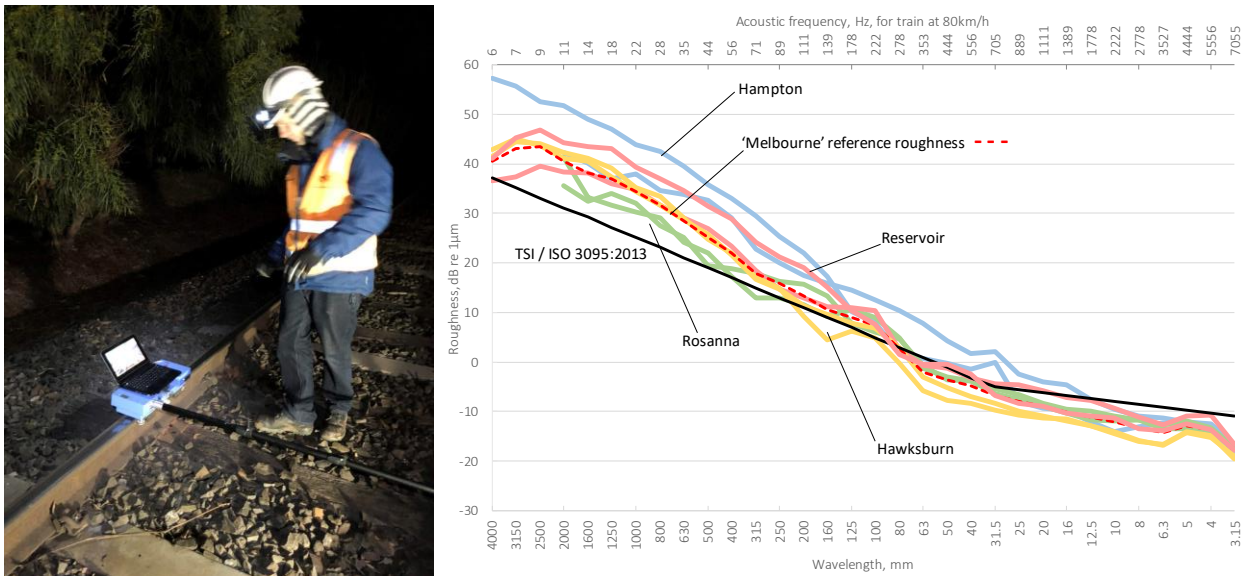 Acoustic frequency, Hz, for train at 80km/h
6 7 9 11 14 18 22 28 35 44 56 71 89 111 139 178 222 278 353 4444 556 705 889 1111 1389 1777 2222 2778 3527 4444 5556 7055
60
50
40
30
20
10
0
-10
-20
-30
Roughness, dB re 1µm
Hampton
'Melbourne' reference roughness
Reservoir
TSI / ISO 3095:2013
Rosanna
Hawksburn
4000 3150 2500 2000 1600 1250 1000 800 630 500 400 315 250 200 160 125 100 80 63 50 40 31.5 25 20 16 12.5 10 8 6.3 5 4 3.15
Wavelength, mm